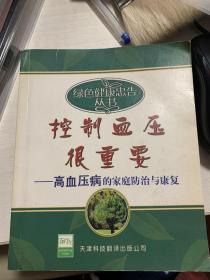 绿色健康忠告
丛书
控制血压
很重要
——高血压病的家庭防治与康复
天津科技翻译出版公司